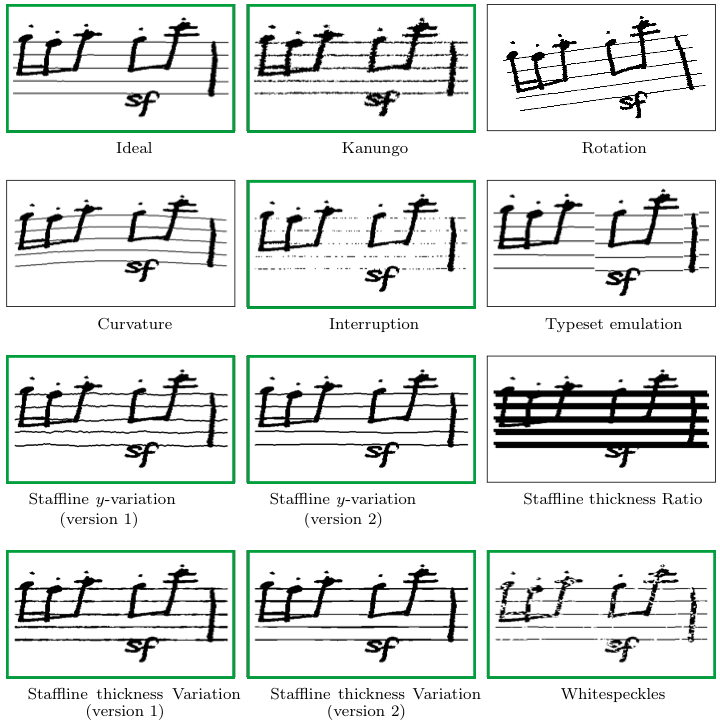 sf
sf
sf
Ideal
Kanungo
Rotation
sf
sf
sf
Curvature
Interruption
Typeset emulation
sf
sf
sf
Staffline y-variation
(version 1)
Staffline y-variation
(version 2)
Staffline thickness Ratio
sf
sf
sf
Staffline thickness Variation
(version 1)
Staffline thickness Variation
(version 2)
Whitespeckles